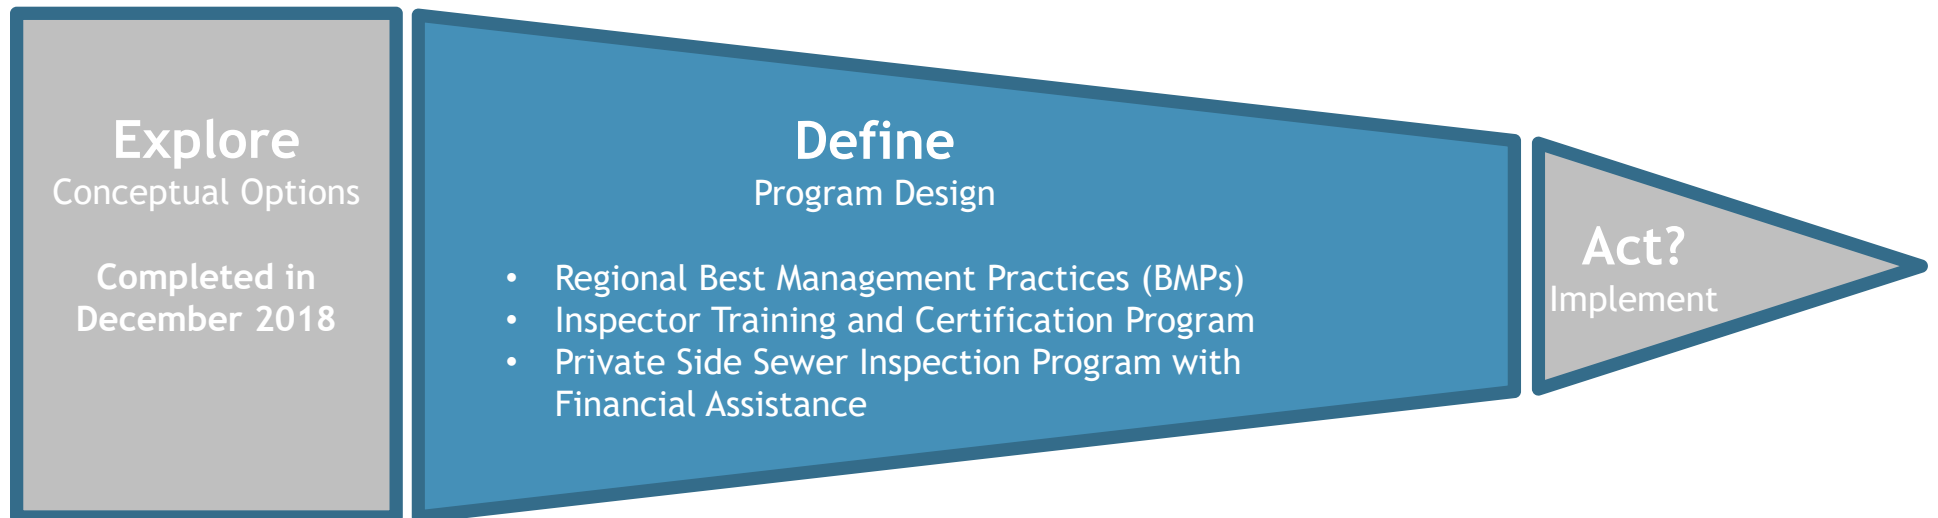 Explore
Conceptual Options
Completed in
December 2018
Define
Program Design
• Regional Best Management Practices (BMPs)
• Inspector Training and Certification Program
• Private Side Sewer Inspection Program with
Financial Assistance
Act?
Implement